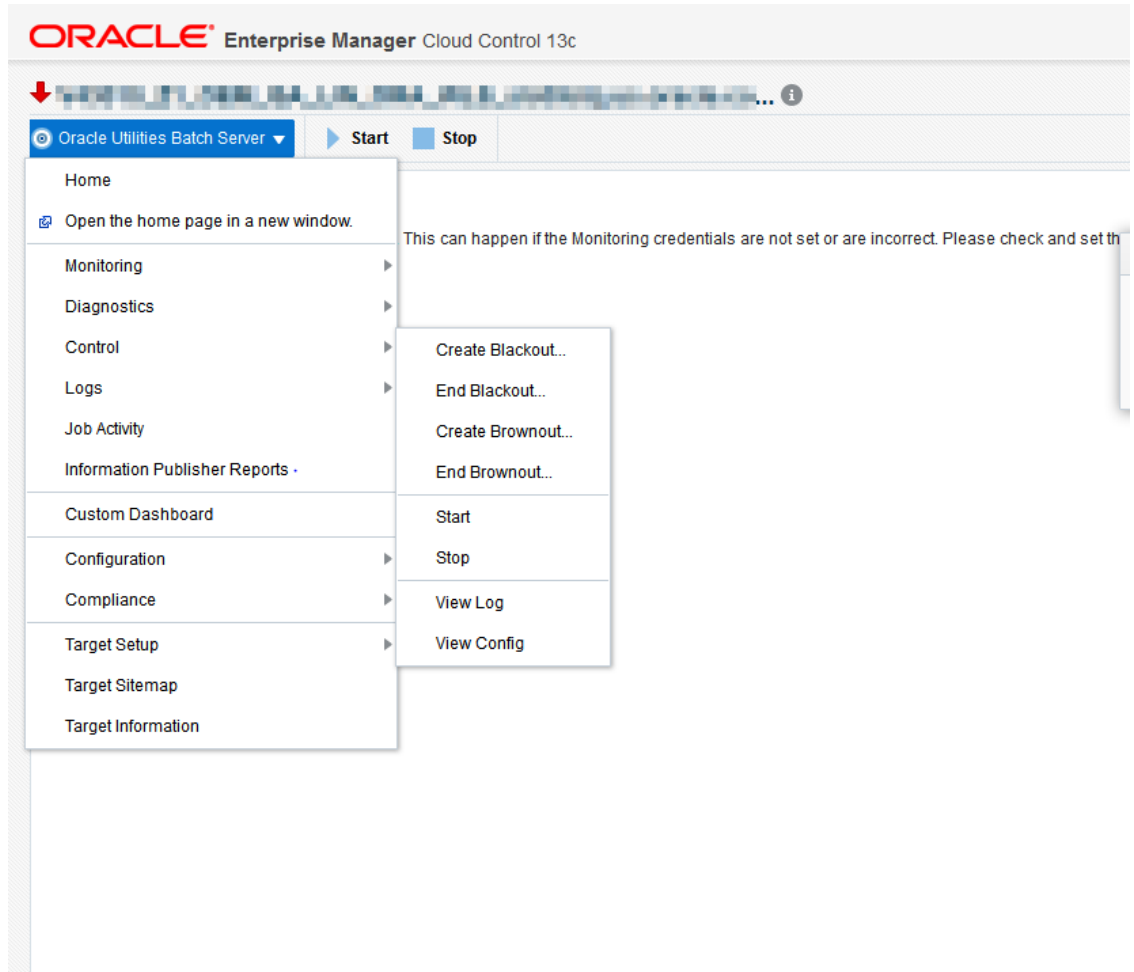 ORACLE Enterprise Manager Cloud Control 13c
...
Oracle Utilities Batch Server Start Stop
Home
Open the home page in a new window.
This can happen if the Monitoring credentials are not set or are incorrect. Please check and set th
Monitoring
Diagnostics
Control
Logs
Job Activity
Information Publisher Reports
Custom Dashboard
Configuration
Compliance
Target Setup
Target Sitemap
Target Information
Create Blackout...
End Blackout...
Create Brownout...
End Brownout...
Start
Stop
View Log
View Config